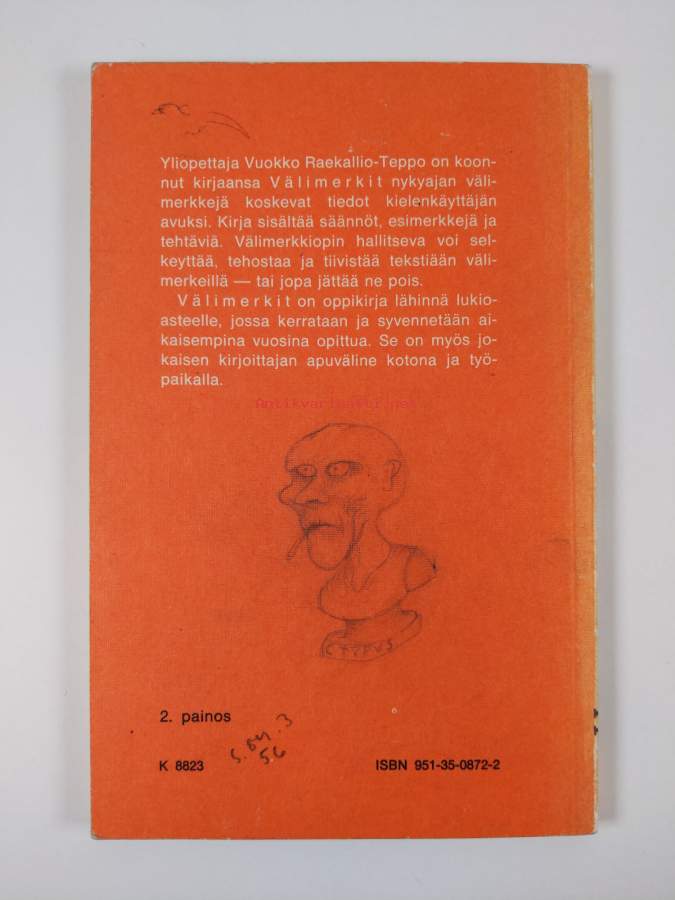 Yliopettaja Vuokko Raekallio-Teppo on koon-
nut kirjaansa Välimerkit nykyajan väli-
merkkejä koskevat tiedot kielenkäyttäjän
avuksi. Kirja sisältää säännöt, esimerkkejä ja
tehtäviä. Välimerkkiopin hallitseva voi sel-
keyttää, tehostaa ja tiivistää tekstiään väli-
merkeillä — tai jopa jättää ne pois.
Välimerkit on oppikirja lähinnä lukio-
asteelle, jossa kerrataan ja syvennetään ai-
kaisempina vuosina opittua. Se on myös jo-
kaisen kirjoittajan apuväline kotona ja työ-
paikalla.
2. painos
K 8823
56
ISBN 951-35-0872-2